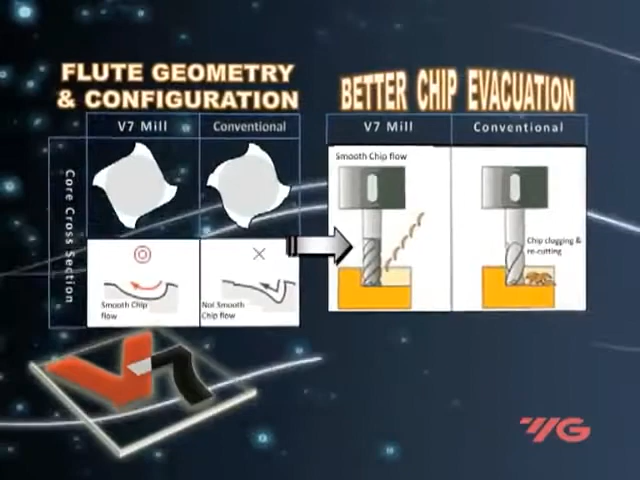 FLUTE GEOMETRY
& CONFIGURATION
V7 Mill
Conventional
Core Cross Section
Smooth Chip
flow
Not Smooth
Chip flow
BETTER CHIP EVACUATION
V7 Mill
Conventional
Smooth Chip flow
Chip clogging &
re-cutting
V7
YG